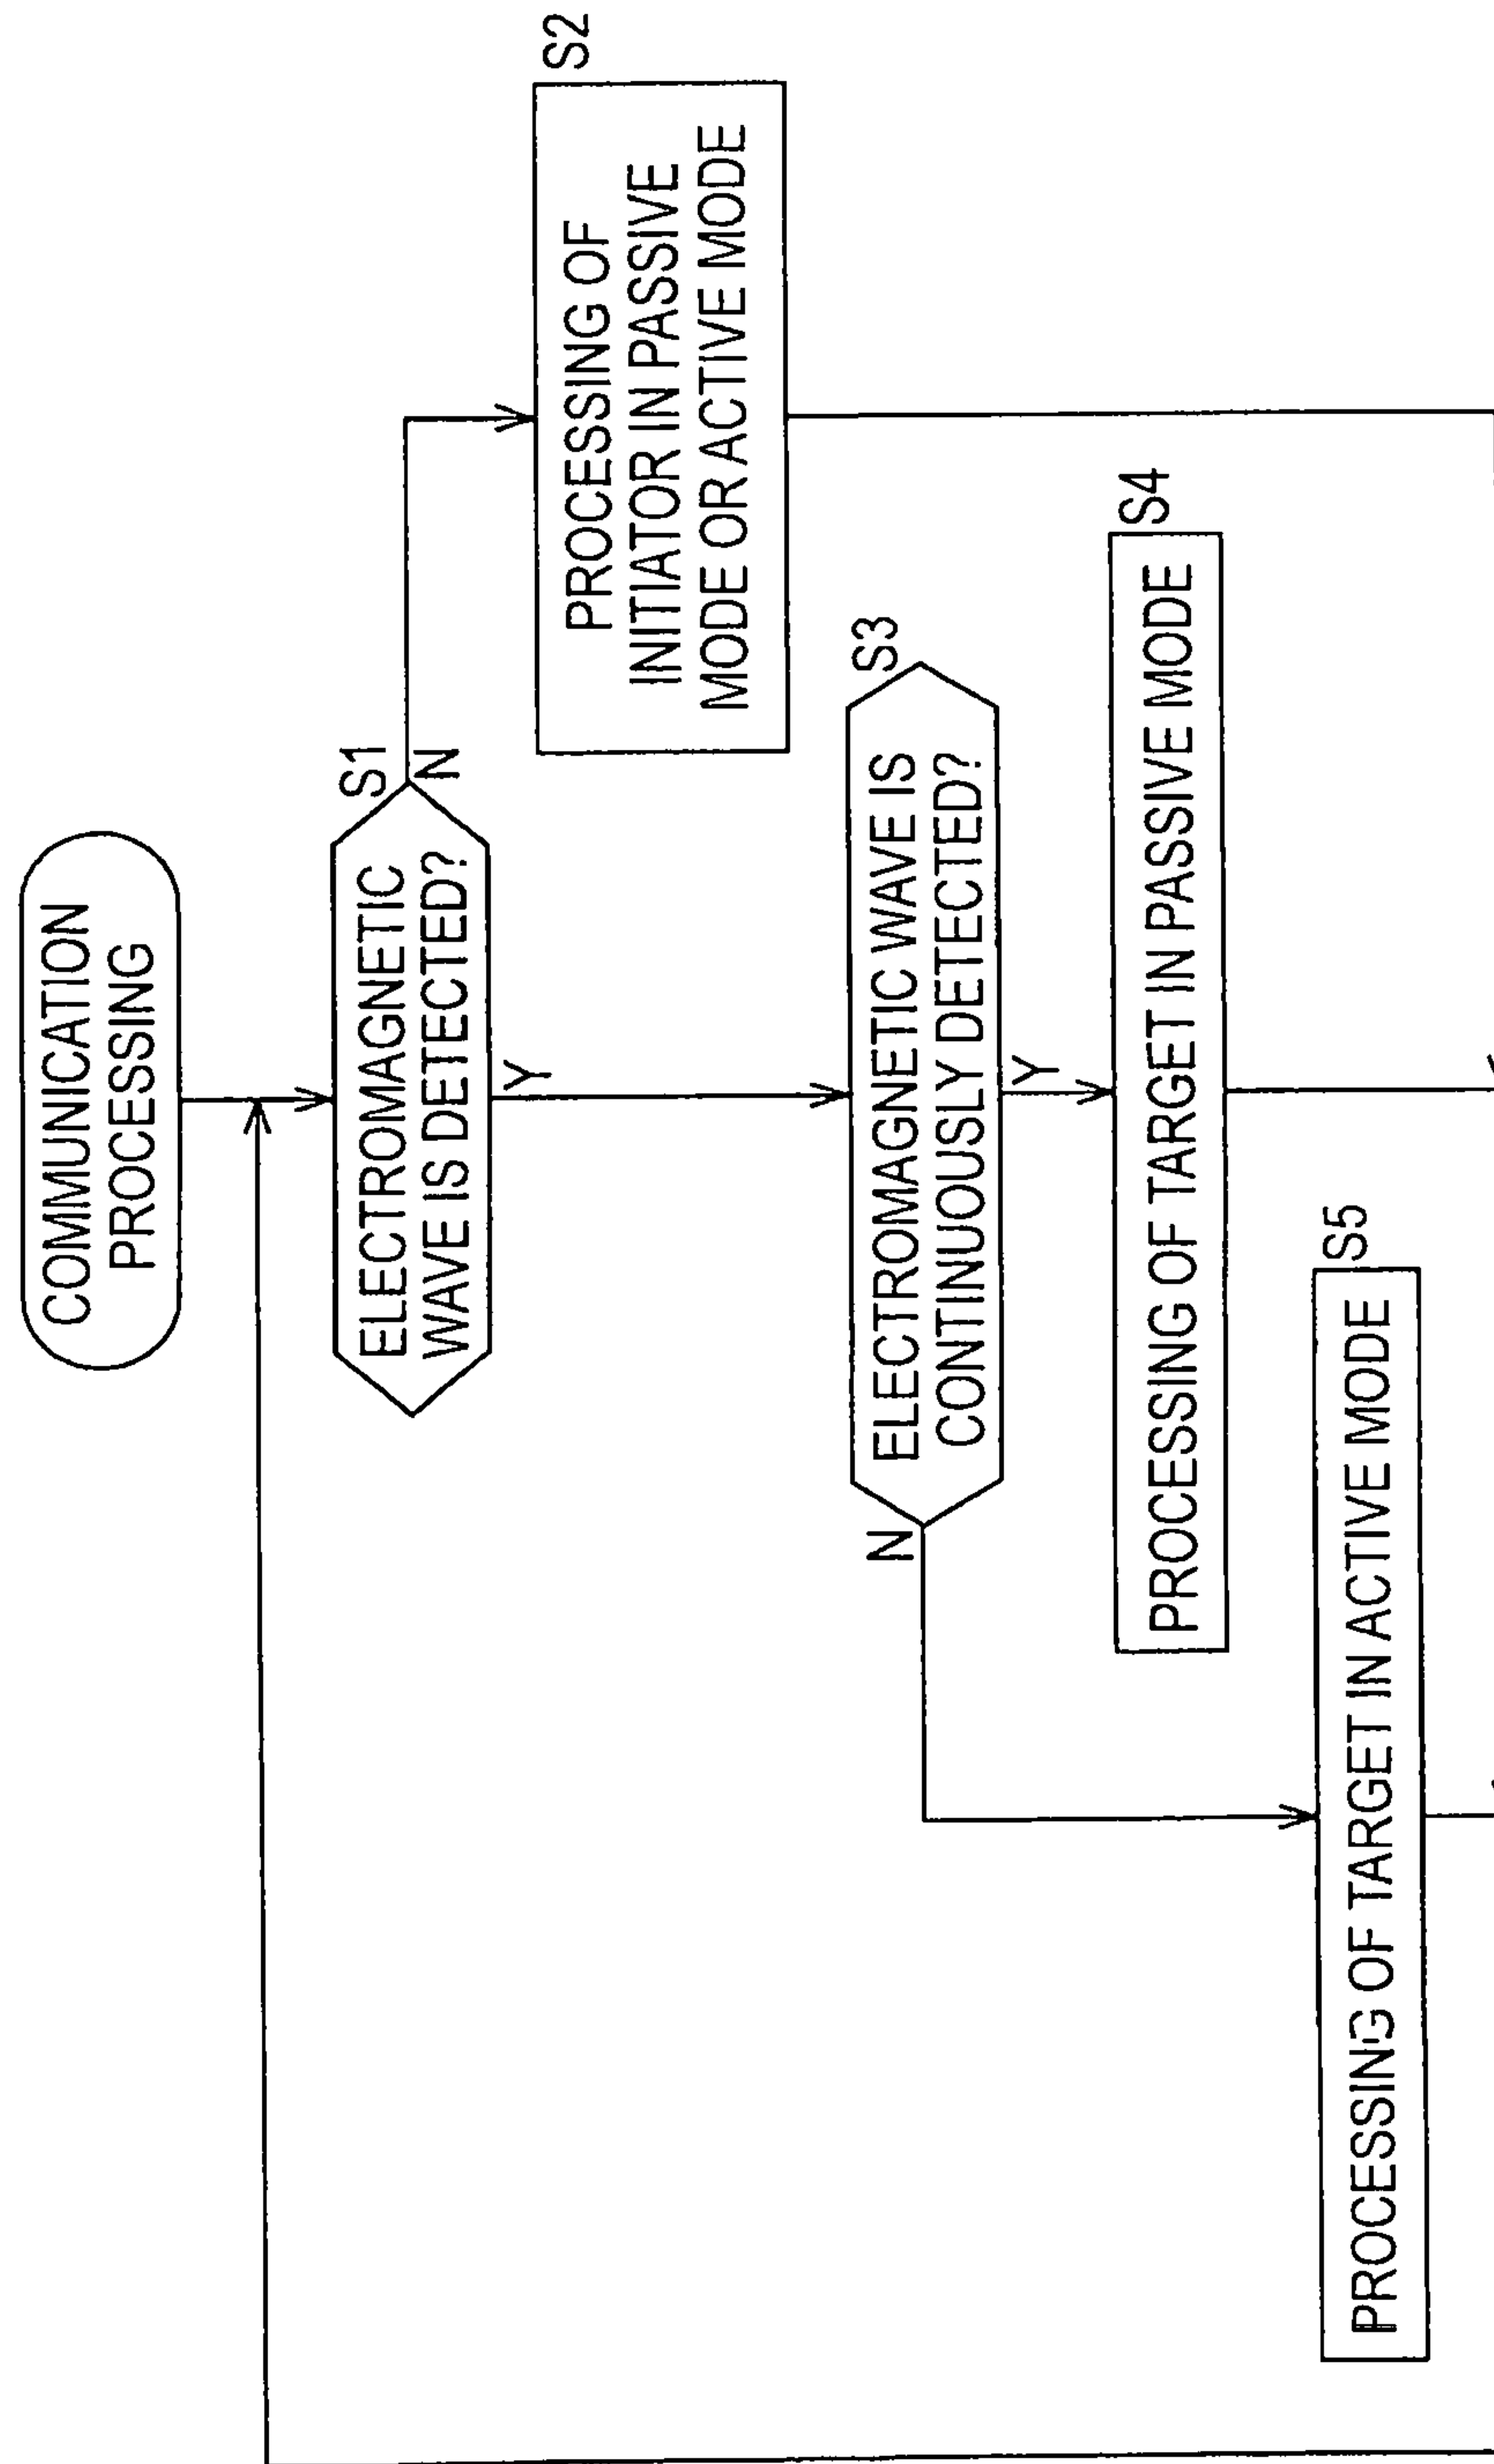 COMMUNICATION
PROCESSING
S1
ELECTROMAGNETIC
WAVE IS DETECTED?
N
Y
S2
PROCESSING OF
INITIATOR IN PASSIVE
MODE OR ACTIVE MODE
S3
ELECTROMAGNETIC WAVE IS
CONTINUOUSLY DETECTED?
N
Y
S4
PROCESSING OF TARGET IN PASSIVE MODE
S5
PROCESSING OF TARGET IN ACTIVE MODE